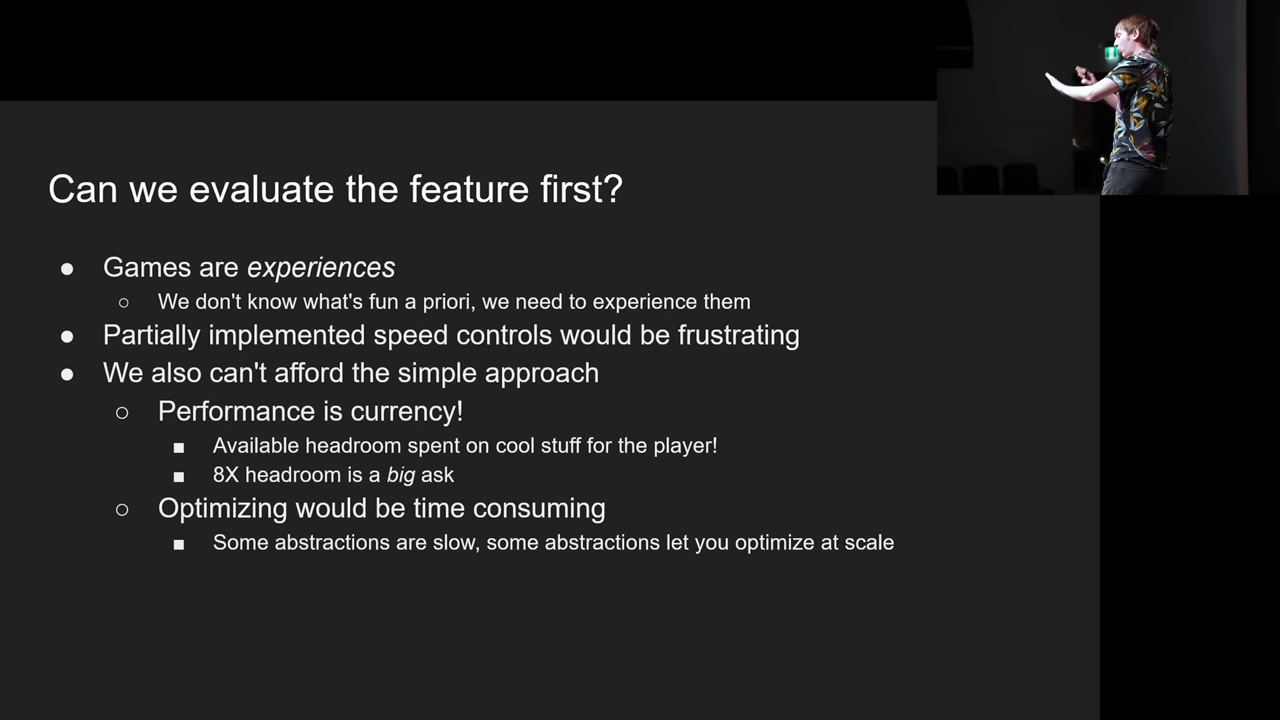 Can we evaluate the feature first?
● Games are experiences
○ We don't know what's fun a priori, we need to experience them
● Partially implemented speed controls would be frustrating
● We also can't afford the simple approach
○ Performance is currency!
■ Available headroom spent on cool stuff for the player!
■ 8X headroom is a big ask
○ Optimizing would be time consuming
■ Some abstractions are slow, some abstractions let you optimize at scale